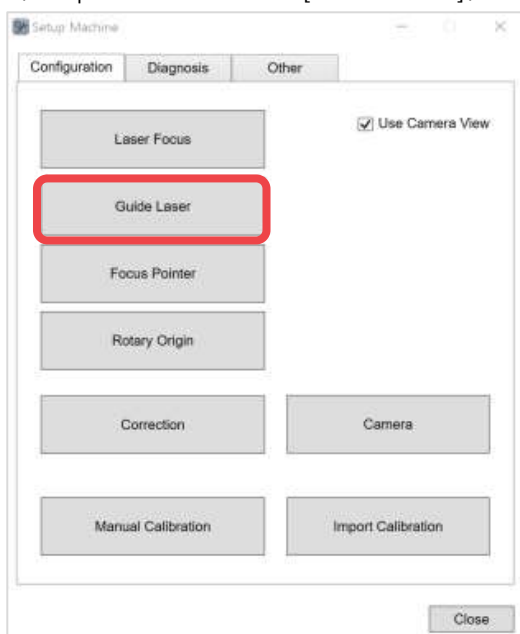 Setup Machine
Configuration Diagnosis Other
Laser Focus
Use Camera View
Guide Laser
Focus Pointer
Rotary Origin
Correction Camera
Manual Calibration Import Calibration
Close